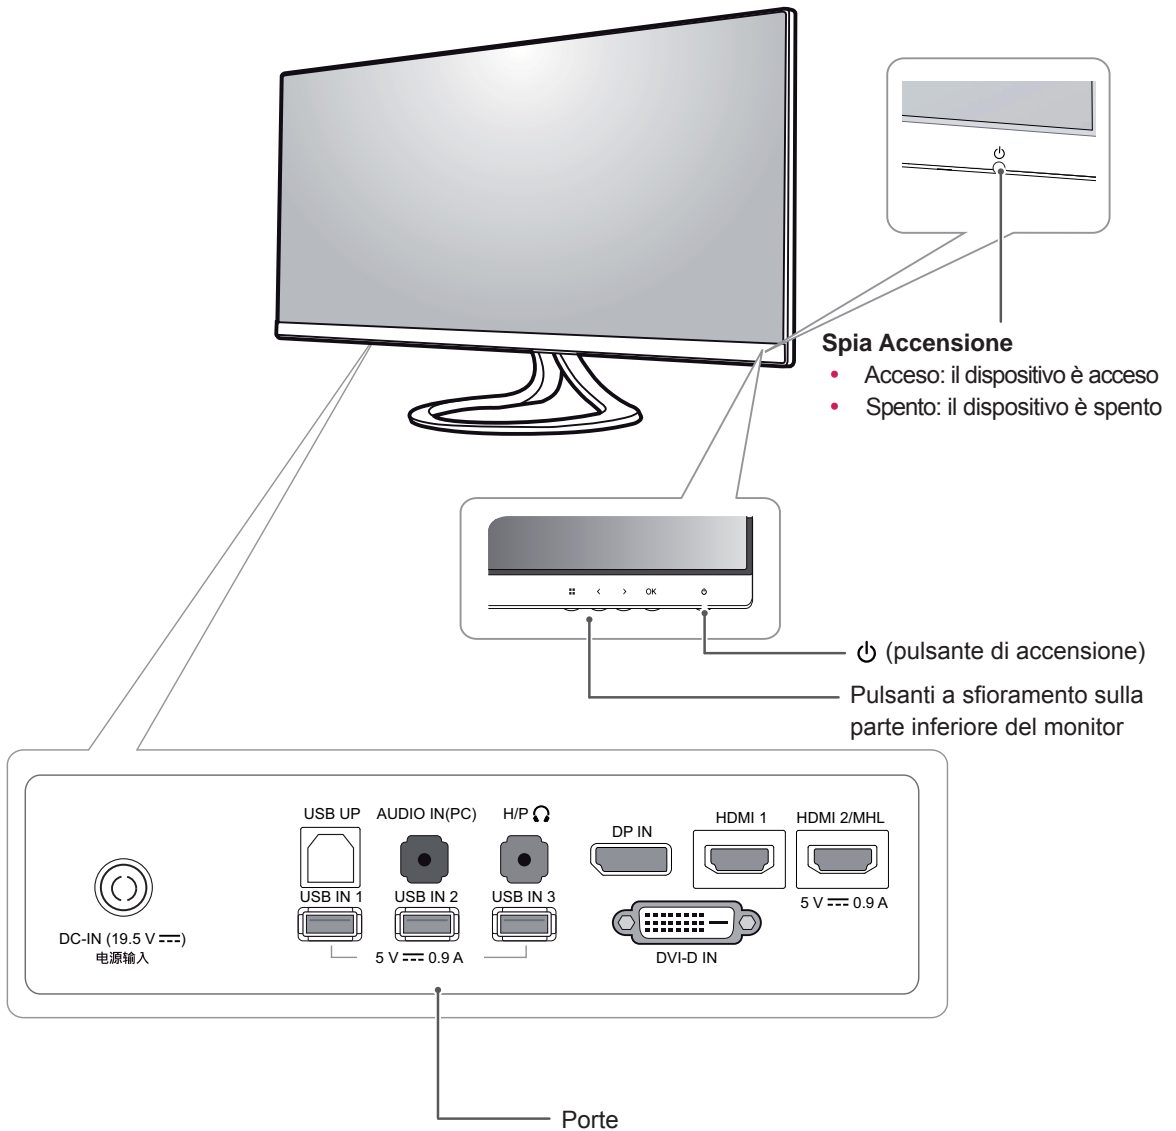 Spia Accensione
• Acceso: il dispositivo è acceso
• Spento: il dispositivo è spento
OK
(pulsante di accensione)
Pulsanti a sfioramento sulla
parte inferiore del monitor
USB UP
AUDIO IN(PC)
H/P
DP IN
HDMI 1
HDMI 2/MHL
USB IN 1
USB IN 2
USB IN 3
5 V ⎓ 0.9 A
DC-IN (19.5 V ⎓)
电源输入
5 V ⎓ 0.9 A
DVI-D IN
Porte